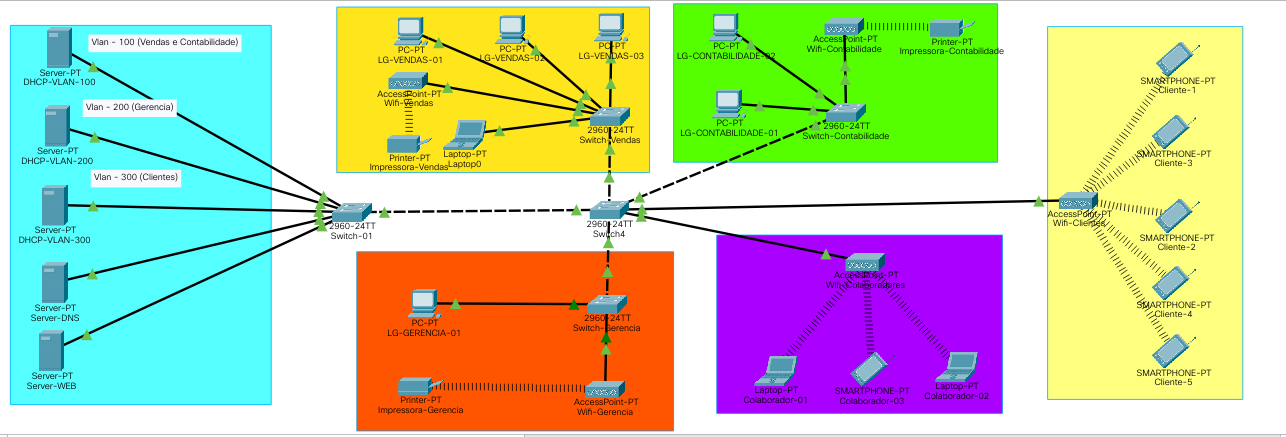 Vlan - 100 (Vendas e Contabilidade)
Server-PT
DHCP-VLAN-100
Vlan - 200 (Gerencia)
Server-PT
DHCP-VLAN-200
Vlan - 300 (Clientes)
Server-PT
DHCP-VLAN-300
Server-PT
Server-DNS
Server-PT
Server-WEB
2960-24TT
Switch-01
PC-PT
LG-VENDAS-01
PC-PT
LG-VENDAS-02
PC-PT
LG-VENDAS-03
AccessPoint-PT
Wifi-Vendas
Printer-PT
Impressora-Vendas
Laptop-PT
Laptop0
2960-24TT
Switch-Vendas
PC-PT
LG-CONTABILIDADE-02
AccessPoint-PT
Wifi-Contabilidade
Printer-PT
Impressora-Contabilidade
PC-PT
LG-CONTABILIDADE-01
2960-24TT
Switch-Contabilidade
2960-24TT
Switch4
PC-PT
LG-GERENCIA-01
2960-24TT
Switch-Gerencia
Printer-PT
Impressora-Gerencia
AccessPoint-PT
Wifi-Gerencia
AccessPoint-PT
Wifi-Colaboradores
Laptop-PT
Colaborador-01
SMARTPHONE-PT
Colaborador-03
Laptop-PT
Colaborador-02
AccessPoint-PT
Wifi-Clientes
SMARTPHONE-PT
Cliente-1
SMARTPHONE-PT
Cliente-3
SMARTPHONE-PT
Cliente-2
SMARTPHONE-PT
Cliente-4
SMARTPHONE-PT
Cliente-5